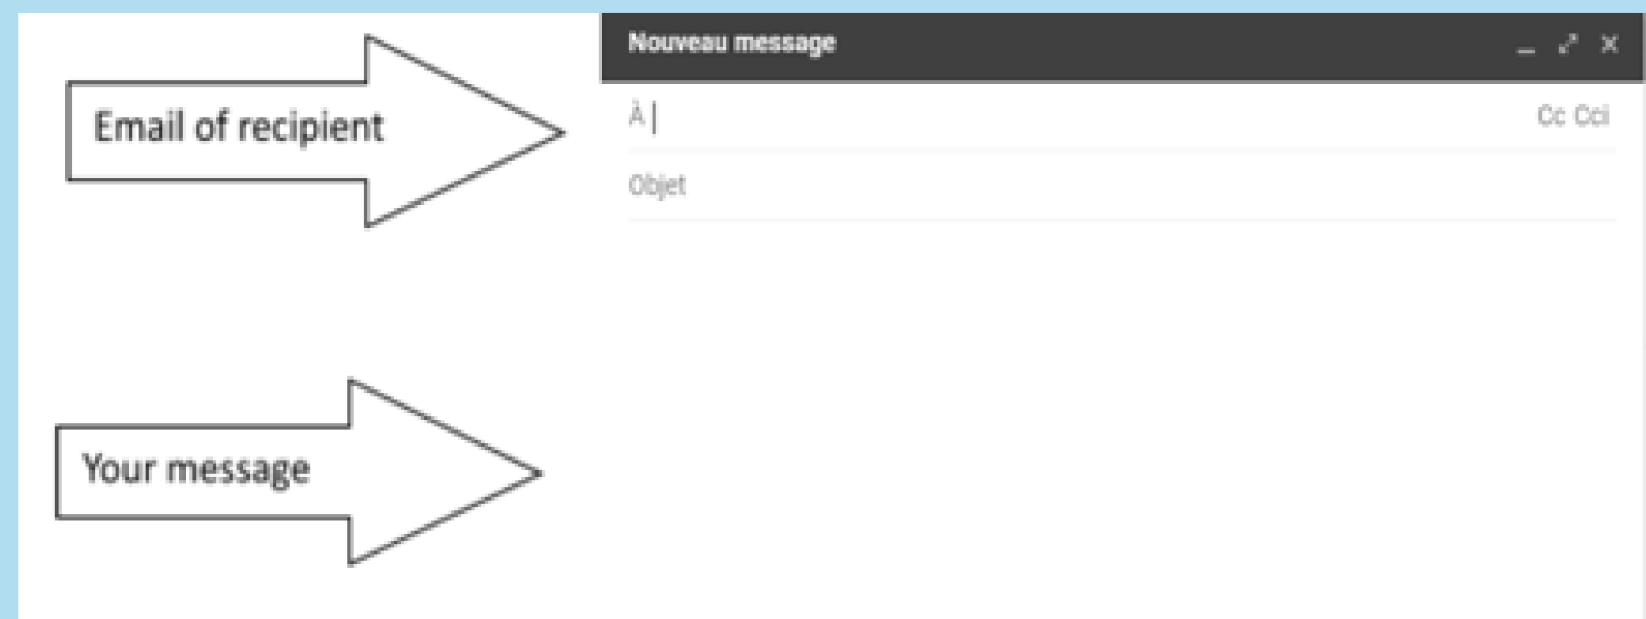 Nouveau message
Email of recipient
À
Cc Cci
Objet
Your message